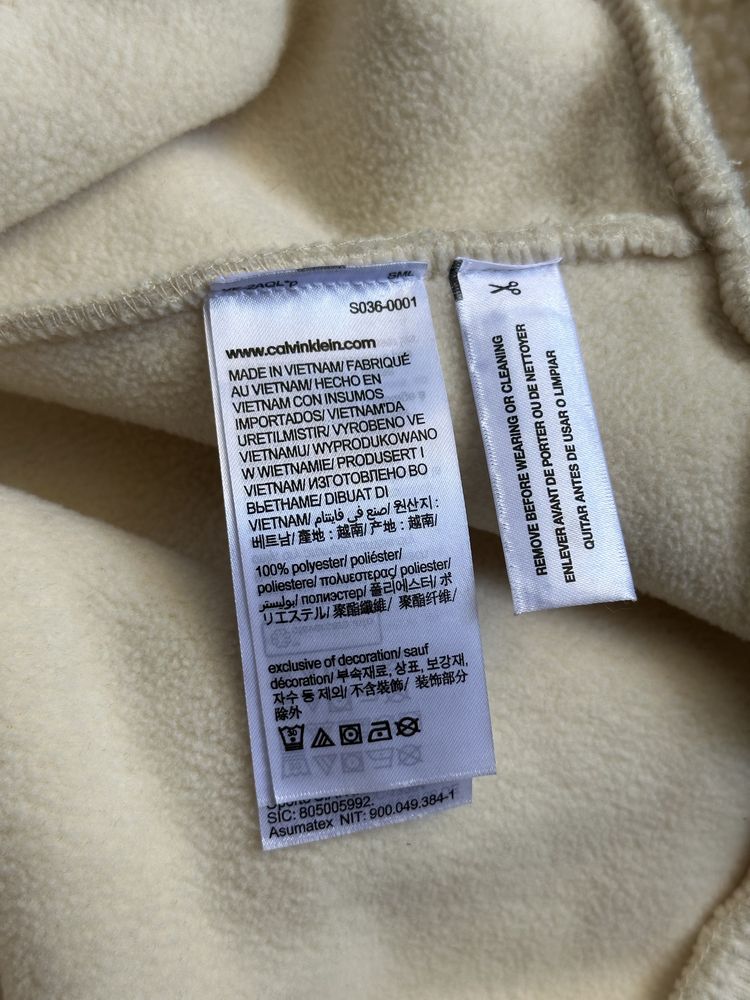 SML
S036-0001
www.calvinklein.com
MADE IN VIETNAM/ FABRIQUÉ
AU VIETNAM/ HECHO EN
VIETNAM CON INSUMOS
IMPORTADOS/ VIETNAM'DA
URETILMISTIR/ VYROBENO VE
VIETNAMU/ WYPRODUKOWANO
W WIETNAMIE/ PRODUSERT I
VIETNAM/ ИЗГОТОВЛЕНО ВО
ВЬЕТНАМЕ/ DIBUAT DI
VIETNAM/ صنع في فايتنام/ 원산지 :
베트남/ 產地 : 越南/ 产地 : 越南/
100% polyester/ poliéster/
poliestere/ πολυεστερας/ poliester/
بوليستر/ полиэстер/ 폴리에스터/ ポ
リエステル/ 聚酯纖維/ 聚酯纤维/
exclusive of decoration/ sauf
décoration/ 부속재료, 상표, 보강재,
자수 등 제외/ 不含裝飾/ 装饰部分
除外
30
SIC: 805005992.
Asumatex NIT: 900.049.384-1
REMOVE BEFORE WEARING OR CLEANING
ENLEVER AVANT DE PORTER OU DE NETTOYER
QUITAR ANTES DE USAR O LIMPIAR